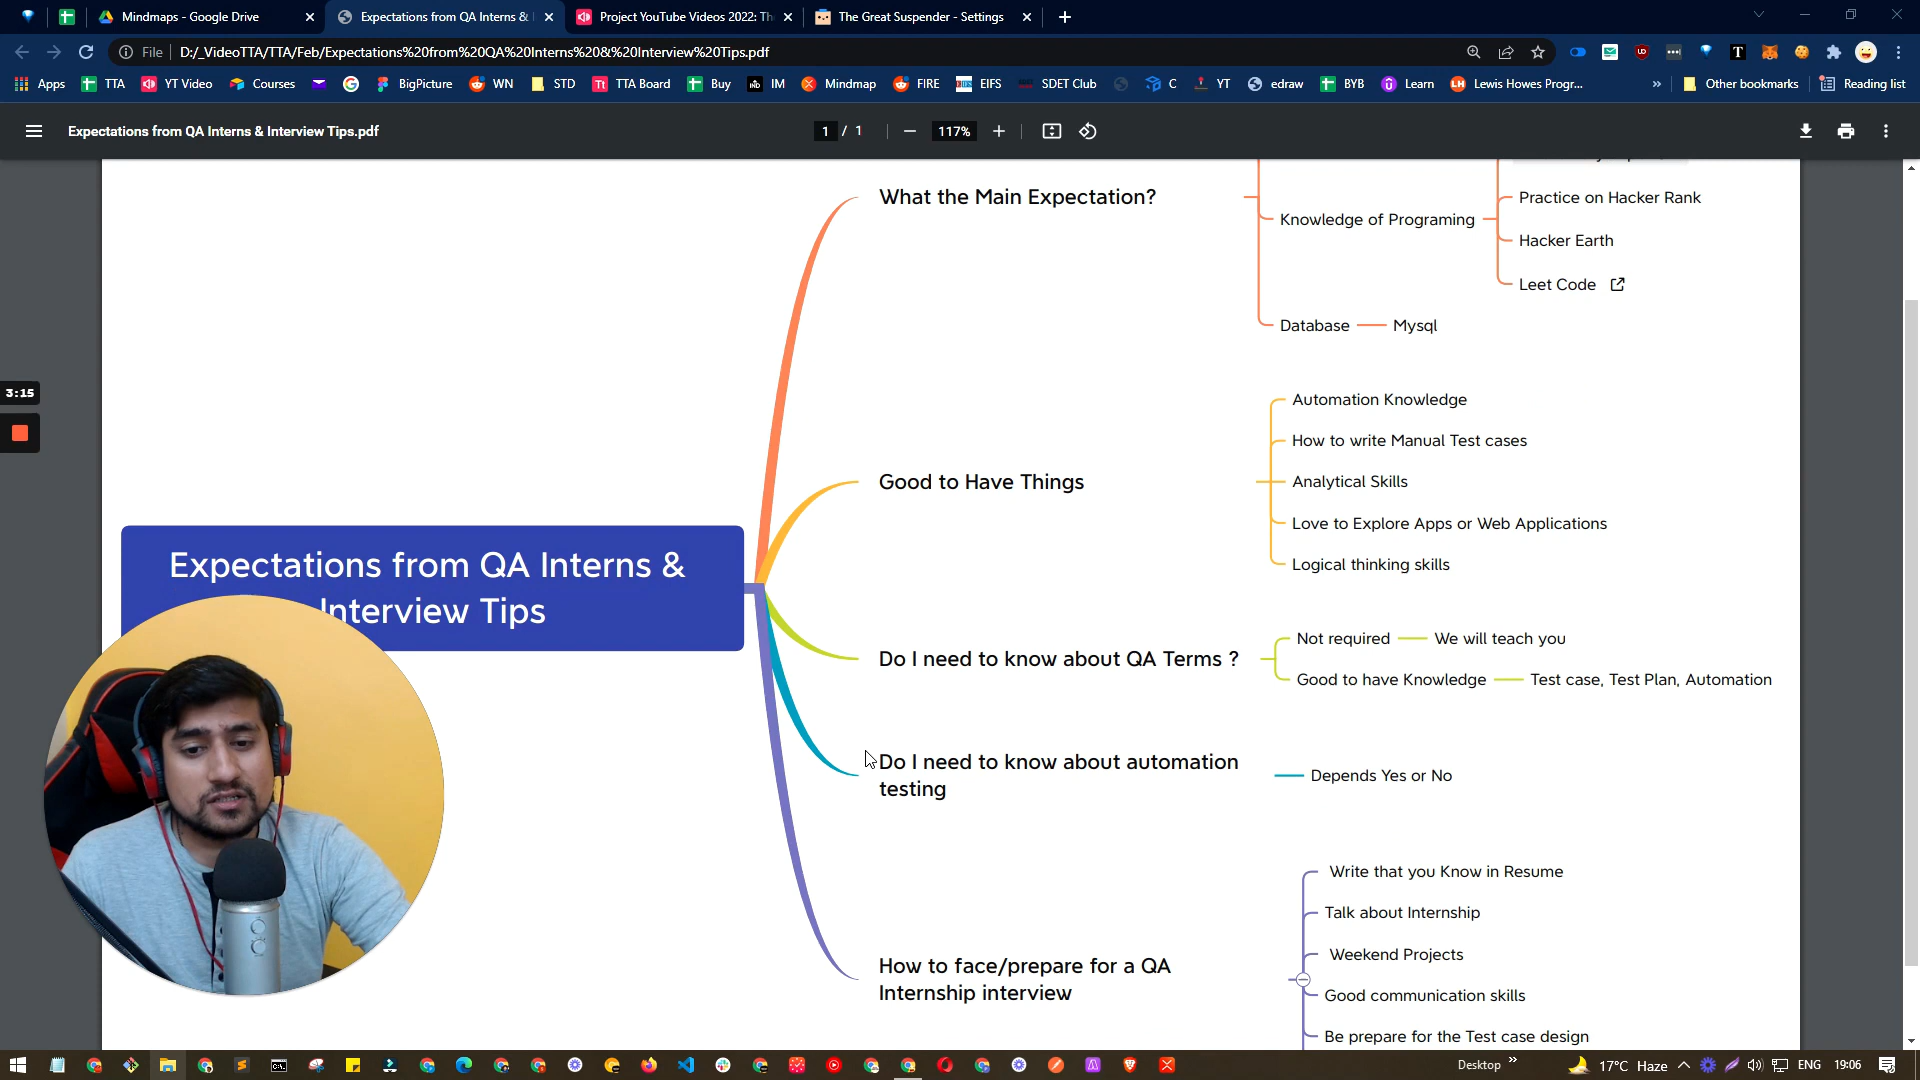 Mindmaps - Google Drive
Expectations from QA Interns &
Project YouTube Videos 2022: Th
The Great Suspender - Settings
File
D:/_VideoTTA/TTA/Feb/Expectations%20from%20QA%20Interns%20&%20Interview%20Tips.pdf
Apps
TTA
YT Video
Courses
BigPicture
WN
STD
TTA Board
Buy
IM
Mindmap
FIRE
EIFS
SDET Club
C
YT
edraw
BYB
Learn
Lewis Howes Progr...
»
Other bookmarks
Reading list
Expectations from QA Interns & Interview Tips.pdf
1 / 1
117%
What the Main Expectation?
Knowledge of Programing
Practice on Hacker Rank
Hacker Earth
Leet Code
Database
Mysql
3:15
Good to Have Things
Automation Knowledge
How to write Manual Test cases
Analytical Skills
Love to Explore Apps or Web Applications
Logical thinking skills
Expectations from QA Interns &
Interview Tips
Do I need to know about QA Terms ?
Not required
We will teach you
Good to have Knowledge
Test case, Test Plan, Automation
Do I need to know about automation
testing
Depends Yes or No
How to face/prepare for a QA
Internship interview
Write that you Know in Resume
Talk about Internship
Weekend Projects
Good communication skills
Be prepare for the Test case design
Desktop
»
17°C Haze
ENG
19:06